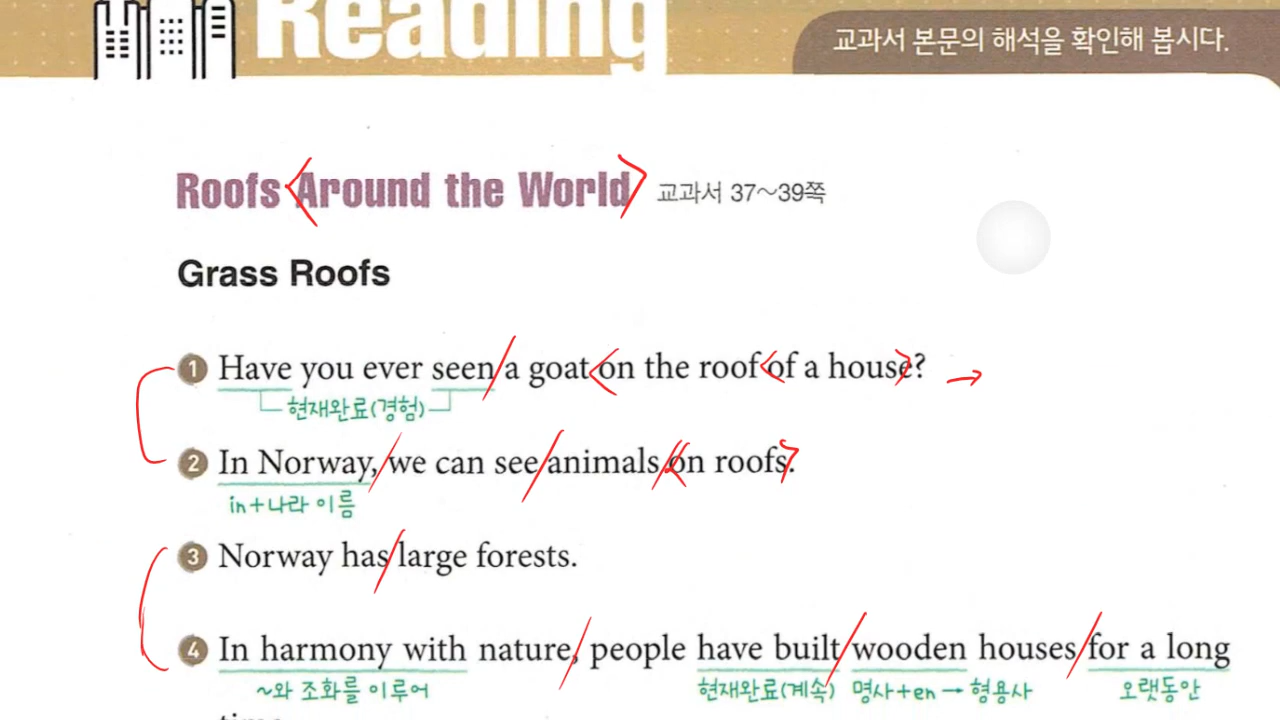 Reading
교과서 본문의 해석을 확인해 봅시다.
Roofs Around the World 교과서 37~39쪽
Grass Roofs
1 Have you ever seen a goat on the roof of a house?
현재완료(경험)
2 In Norway, we can see animals on roofs.
in+나라 이름
3 Norway has large forests.
4 In harmony with nature, people have built wooden houses for a long
~와 조화를 이루어 현재완료(계속) 명사+en → 형용사 오랫동안
time